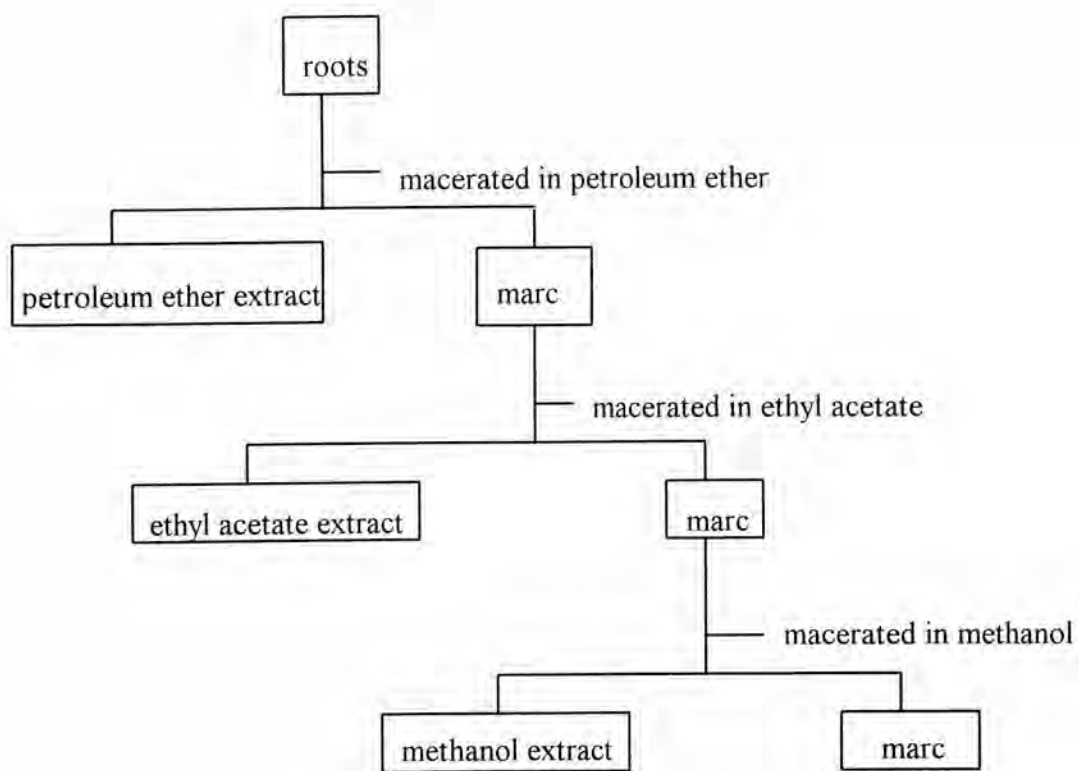 roots
macerated in petroleum ether
petroleum ether extract
marc
macerated in ethyl acetate
ethyl acetate extract
marc
macerated in methanol
methanol extract
marc